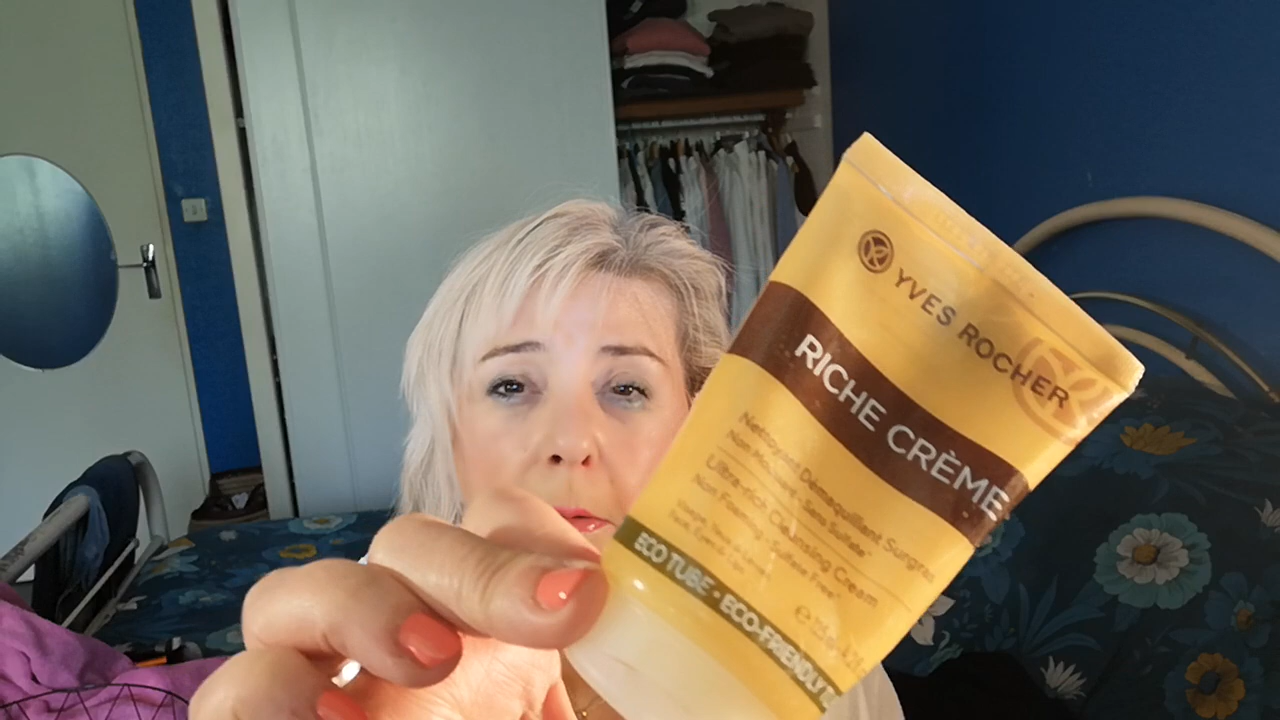 YVES ROCHER
RICHE CRÈME
Nettoyant Démaquillant Surgras
Non Moussant, Sans Sulfate*
Ultra-rich Cleansing Cream
Non Foaming, Sulfate Free*
ECO TUBE • ECO-FRIENDLY T